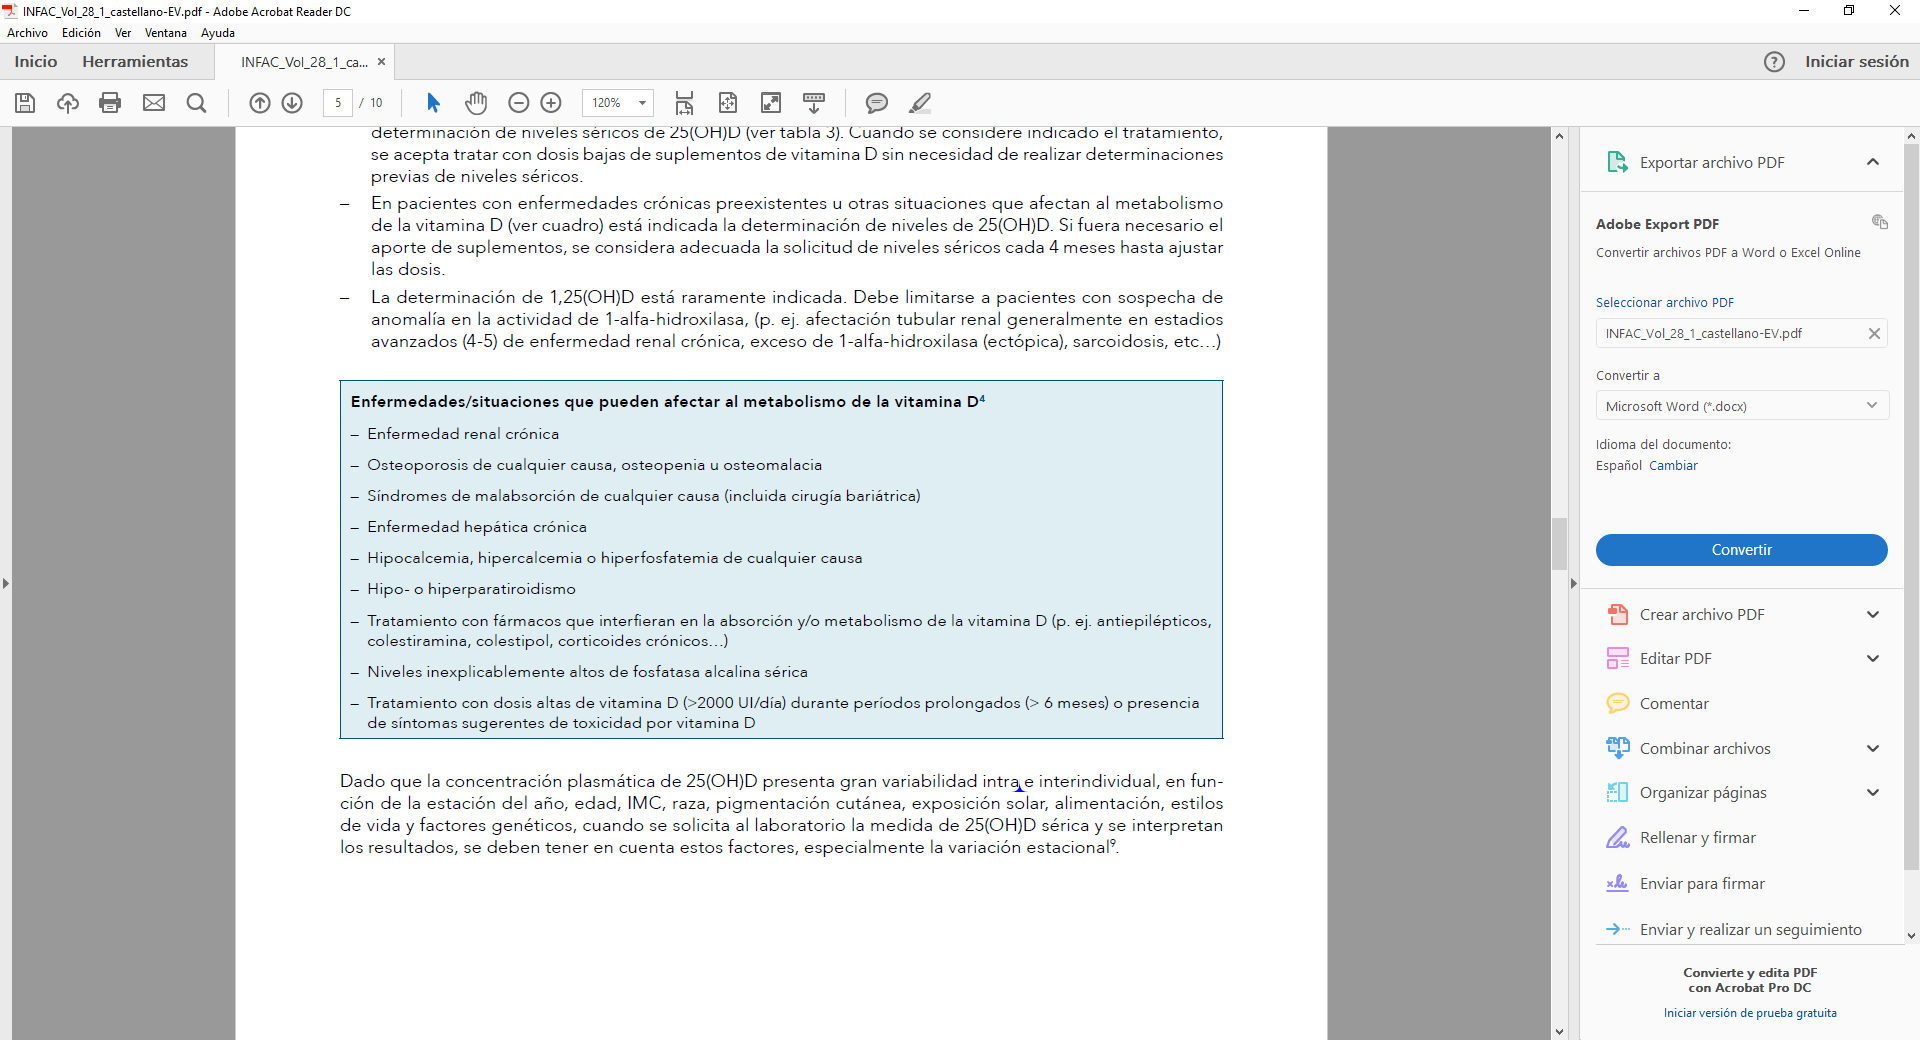 INFAC_Vol_28_1_castellano-EV.pdf - Adobe Acrobat Reader DC
Archivo Edición Ver Ventana Ayuda
Inicio Herramientas INFAC_Vol_28_1_ca... × ? Iniciar sesión
5 / 10 120%
determinación de niveles séricos de 25(OH)D (ver tabla 3). Cuando se considere indicado el tratamiento,
se acepta tratar con dosis bajas de suplementos de vitamina D sin necesidad de realizar determinaciones
previas de niveles séricos.
– En pacientes con enfermedades crónicas preexistentes u otras situaciones que afectan al metabolismo
de la vitamina D (ver cuadro) está indicada la determinación de niveles de 25(OH)D. Si fuera necesario el
aporte de suplementos, se considera adecuada la solicitud de niveles séricos cada 4 meses hasta ajustar
las dosis.
– La determinación de 1,25(OH)D está raramente indicada. Debe limitarse a pacientes con sospecha de
anomalía en la actividad de 1-alfa-hidroxilasa, (p. ej. afectación tubular renal generalmente en estadios
avanzados (4-5) de enfermedad renal crónica, exceso de 1-alfa-hidroxilasa (ectópica), sarcoidosis, etc…)
Enfermedades/situaciones que pueden afectar al metabolismo de la vitamina D⁴
– Enfermedad renal crónica
– Osteoporosis de cualquier causa, osteopenia u osteomalacia
– Síndromes de malabsorción de cualquier causa (incluida cirugía bariátrica)
– Enfermedad hepática crónica
– Hipocalcemia, hipercalcemia o hiperfosfatemia de cualquier causa
– Hipo- o hiperparatiroidismo
– Tratamiento con fármacos que interfieran en la absorción y/o metabolismo de la vitamina D (p. ej. antiepilépticos,
colestiramina, colestipol, corticoides crónicos…)
– Niveles inexplicablemente altos de fosfatasa alcalina sérica
– Tratamiento con dosis altas de vitamina D (>2000 UI/día) durante períodos prolongados (> 6 meses) o presencia
de síntomas sugerentes de toxicidad por vitamina D
Dado que la concentración plasmática de 25(OH)D presenta gran variabilidad intra e interindividual, en fun-
ción de la estación del año, edad, IMC, raza, pigmentación cutánea, exposición solar, alimentación, estilos
de vida y factores genéticos, cuando se solicita al laboratorio la medida de 25(OH)D sérica y se interpretan
los resultados, se deben tener en cuenta estos factores, especialmente la variación estacional⁹.
Exportar archivo PDF
Adobe Export PDF
Convertir archivos PDF a Word o Excel Online
Seleccionar archivo PDF
INFAC_Vol_28_1_castellano-EV.pdf
Convertir a
Microsoft Word (*.docx)
Idioma del documento:
Español Cambiar
Convertir
Crear archivo PDF
Editar PDF
Comentar
Combinar archivos
Organizar páginas
Rellenar y firmar
Enviar para firmar
Enviar y realizar un seguimiento
Convierte y edita PDF
con Acrobat Pro DC
Iniciar versión de prueba gratuita